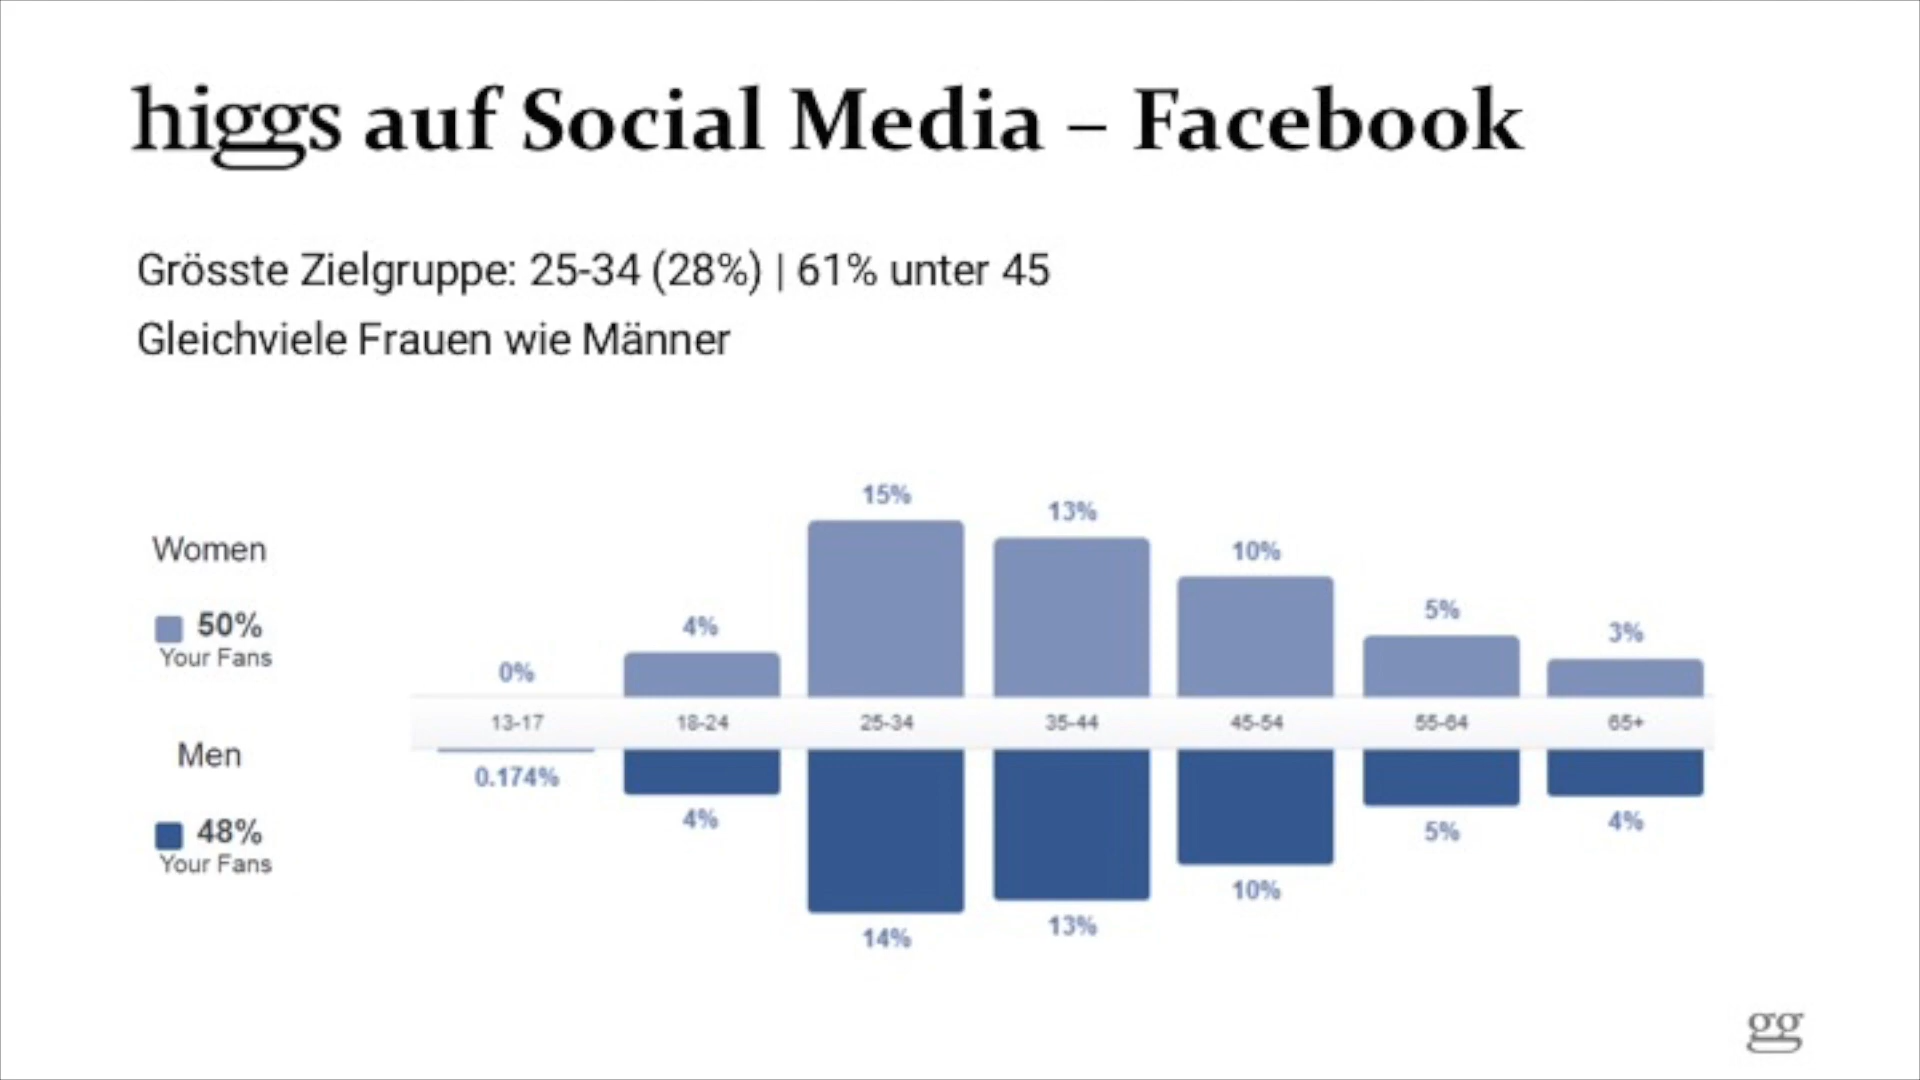 higgs auf Social Media – Facebook
Grösste Zielgruppe: 25-34 (28%) | 61% unter 45
Gleichviele Frauen wie Männer
Women
50%
Your Fans
Men
48%
Your Fans
0% 4% 15% 13% 10% 5% 3%
13-17 18-24 25-34 35-44 45-54 55-64 65+
0.174% 4% 14% 13% 10% 5% 4%
gg